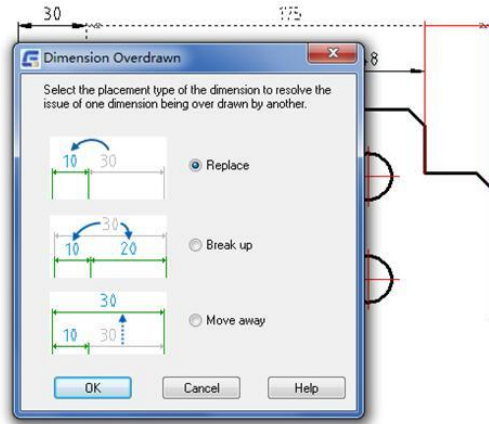 30 175
Dimension Overdrawn
Select the placement type of the dimension to resolve the
issue of one dimension being over drawn by another.
10 30
Replace
30
10 20
Break up
30
10 30
Move away
OK Cancel Help